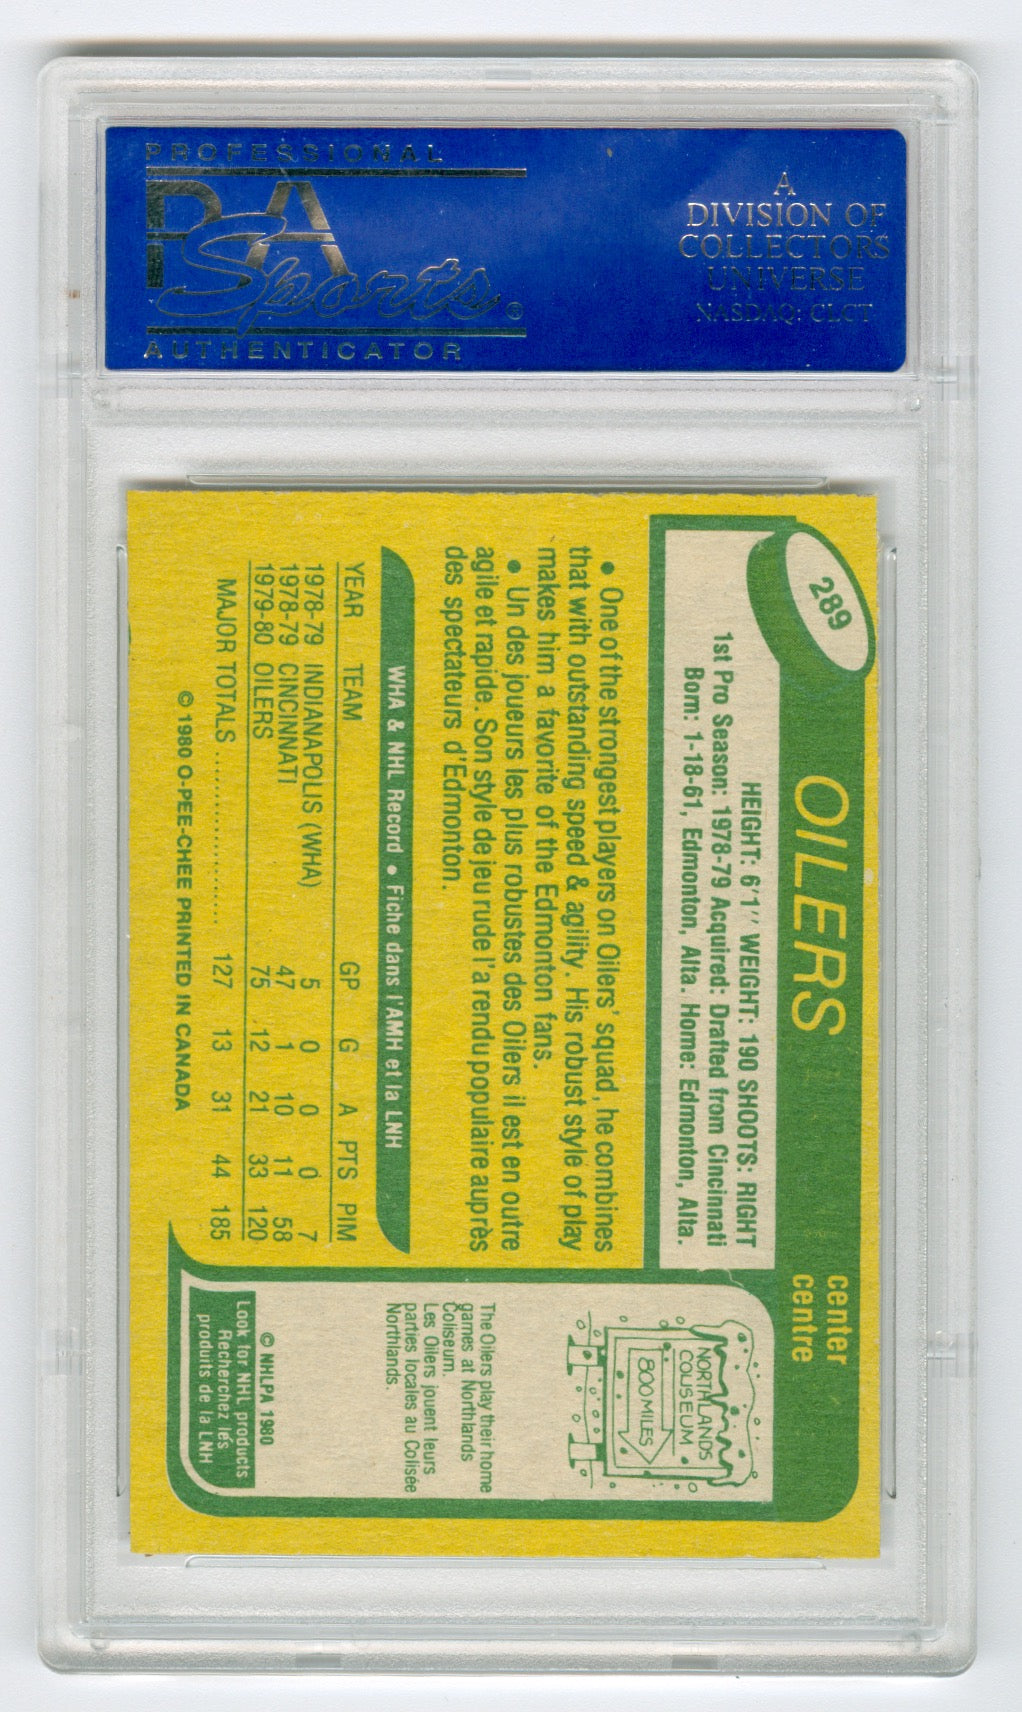 PROFESSIONAL
PSA
Sports®
AUTHENTICATOR
A
DIVISION OF
COLLECTORS
UNIVERSE
NASDAQ: CLCT
289
OILERS
center
centre
HEIGHT: 6'1" WEIGHT: 190 SHOOTS: RIGHT
1st Pro Season: 1978-79 Acquired: Drafted from Cincinnati
Born: 1-18-61, Edmonton, Alta. Home: Edmonton, Alta.
• One of the strongest players on Oilers' squad, he combines
that with outstanding speed & agility. His robust style of play
makes him a favorite of the Edmonton fans.
• Un des joueurs les plus robustes des Oilers il est en outre
agile et rapide. Son style de jeu rude l'a rendu populaire auprès
des spectateurs d'Edmonton.
WHA & NHL Record • Fiche dans l'AMH et la LNH
YEAR TEAM GP G A PTS PIM
1978-79 INDIANAPOLIS (WHA) 5 0 0 0 7
1978-79 CINCINNATI 47 1 10 11 58
1979-80 OILERS 75 12 21 33 120
MAJOR TOTALS .................. 127 13 31 44 185
© 1980 O-PEE-CHEE PRINTED IN CANADA
NORTHLANDS
COLISEUM
800 MILES
The Oilers play their home
games at Northlands
Coliseum.
Les Oilers jouent leurs
parties locales au Colisée
Northlands.
© NHLPA 1980
Look for NHL products
Recherchez les
produits de la LNH